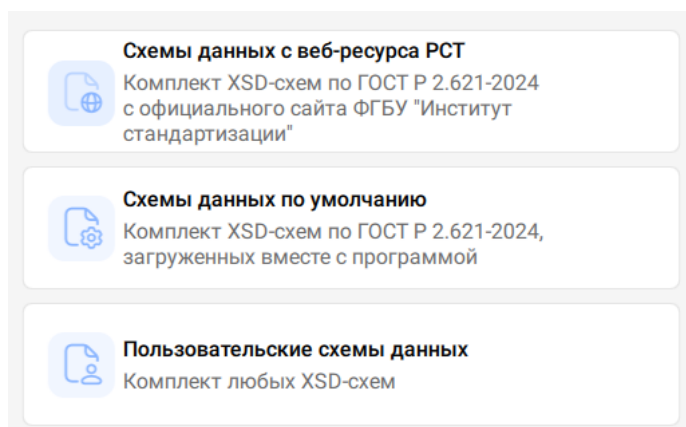 Схемы данных с веб-ресурса РСТ
Комплект XSD-схем по ГОСТ Р 2.621-2024
с официального сайта ФГБУ "Институт
стандартизации"
Схемы данных по умолчанию
Комплект XSD-схем по ГОСТ Р 2.621-2024,
загруженных вместе с программой
Пользовательские схемы данных
Комплект любых XSD-схем